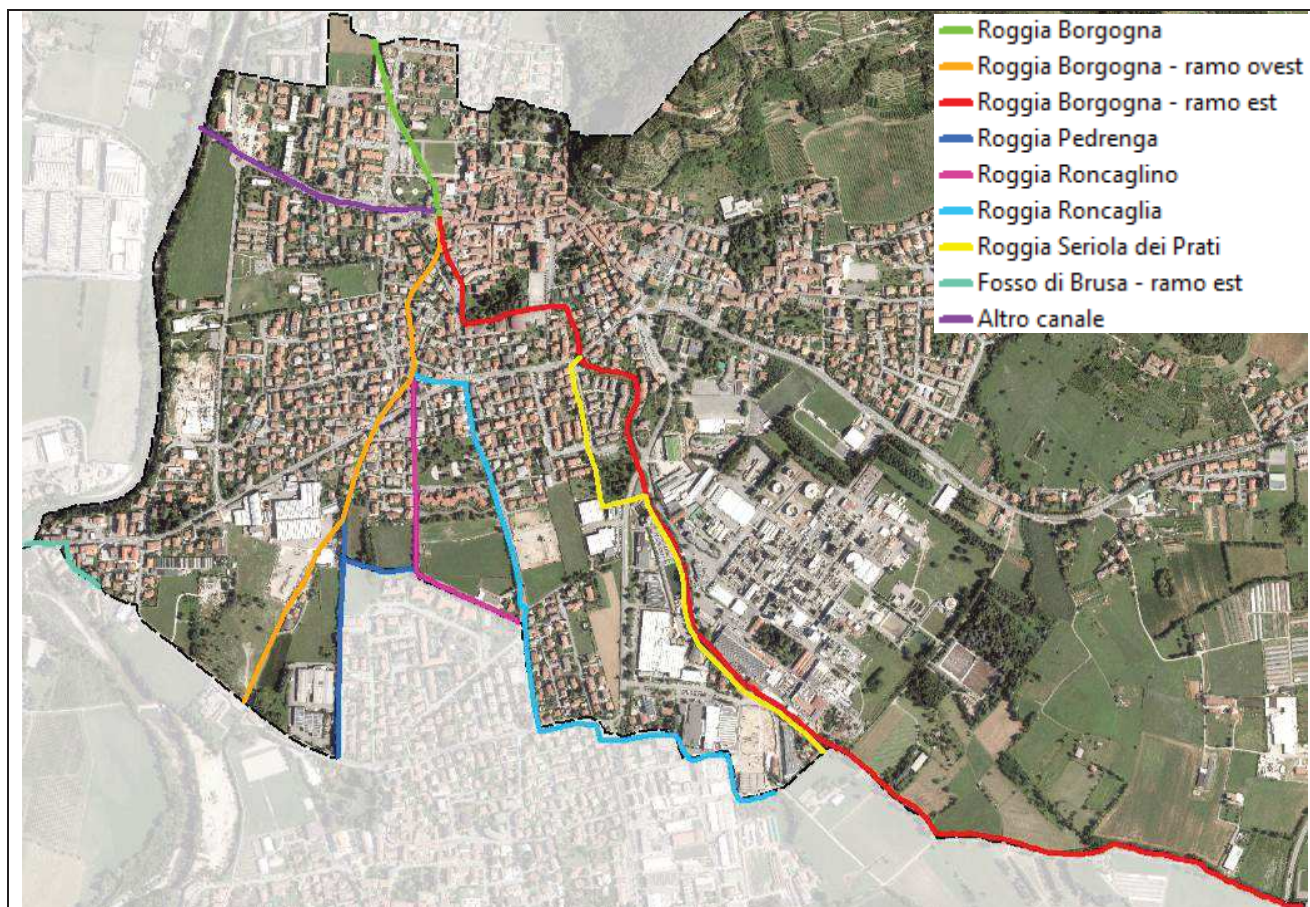 Roggia Borgogna
Roggia Borgogna - ramo ovest
Roggia Borgogna - ramo est
Roggia Pedrenga
Roggia Roncaglino
Roggia Roncaglia
Roggia Seriola dei Prati
Fosso di Brusa - ramo est
Altro canale